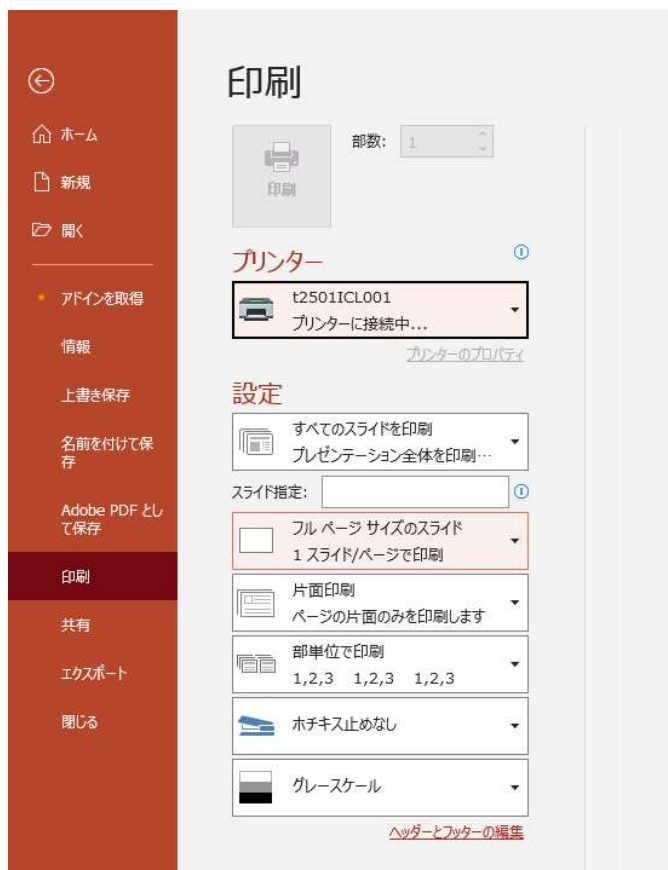 ホーム
新規
開く
アドインを取得
情報
上書き保存
名前を付けて保
存
Adobe PDF とし
て保存
印刷
共有
エクスポート
閉じる
印刷
部数: 1
印刷
プリンター
t2501ICL001
プリンターに接続中...
プリンターのプロパティ
設定
すべてのスライドを印刷
プレゼンテーション全体を印刷…
スライド指定:
フル ページ サイズのスライド
1 スライド/ページで印刷
片面印刷
ページの片面のみを印刷します
部単位で印刷
1,2,3 1,2,3 1,2,3
ホチキス止めなし
グレースケール
ヘッダーとフッターの編集